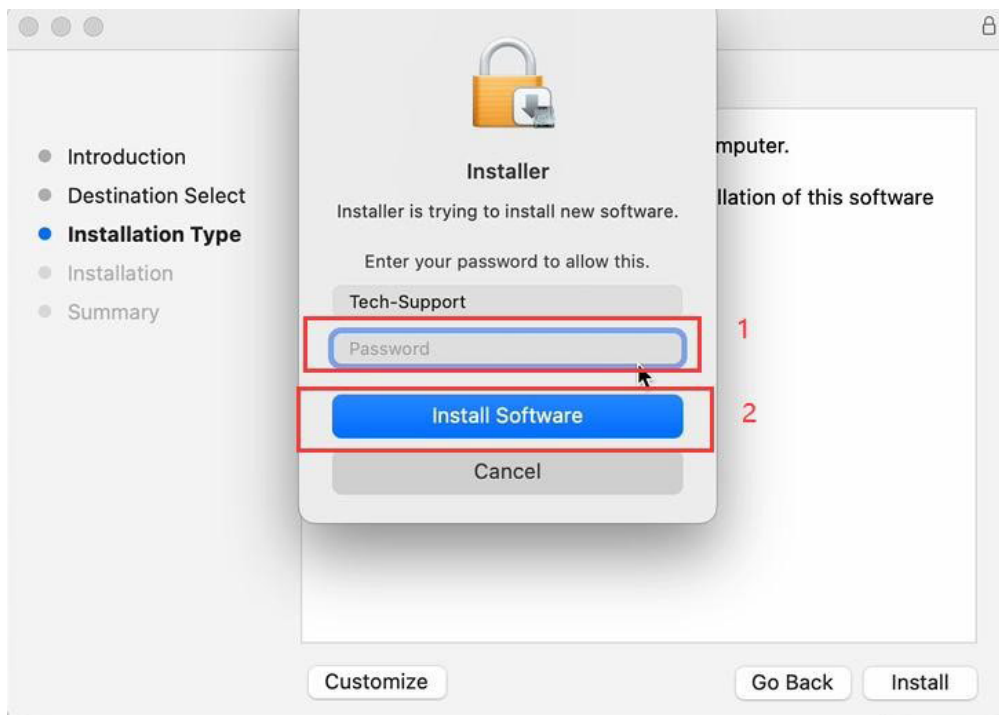 Introduction
Destination Select
Installation Type
Installation
Summary
Installer
Installer is trying to install new software.
Enter your password to allow this.
Tech-Support
Password
1
Install Software
2
Cancel
llation of this software
Customize
Go Back
Install